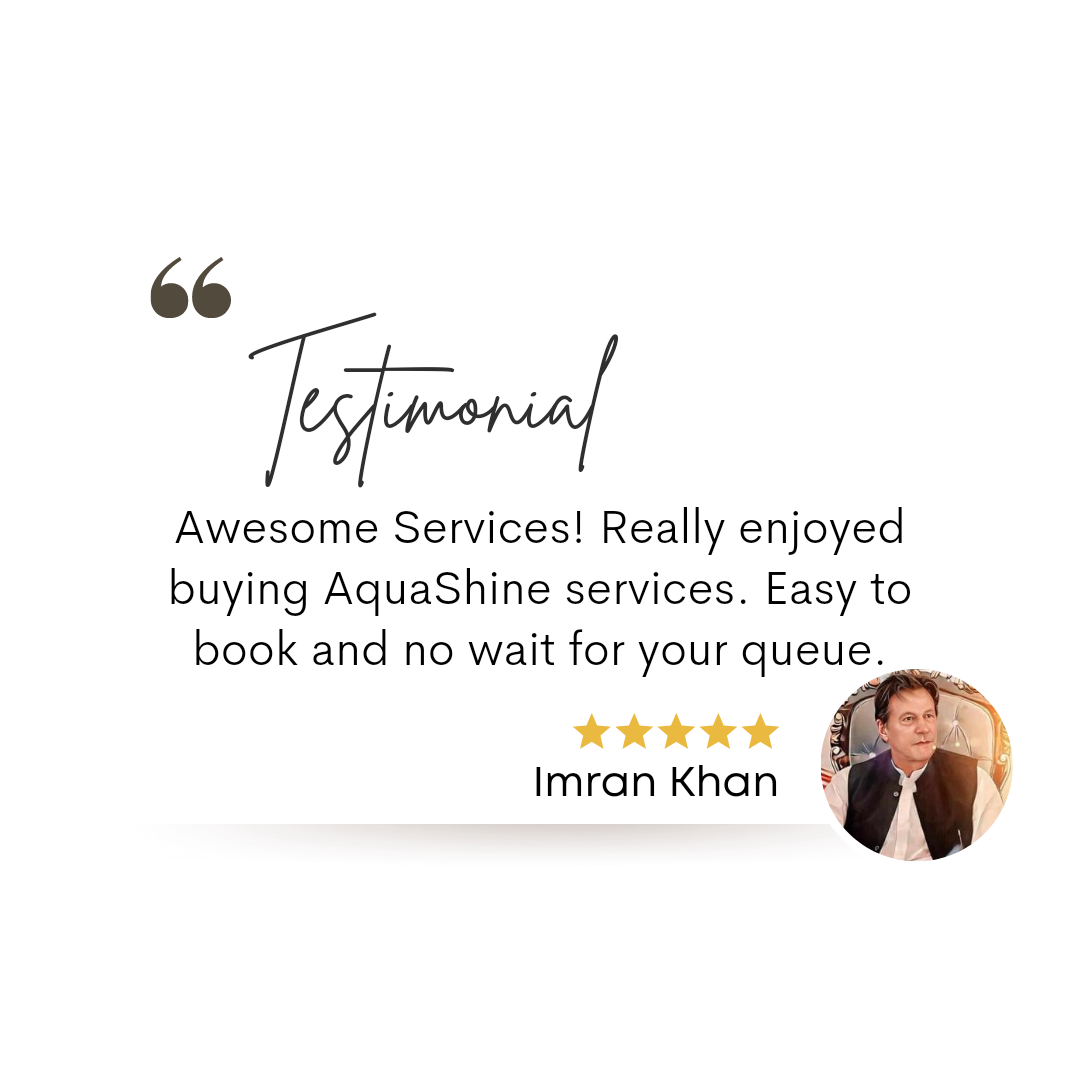 Testimonial
Awesome Services! Really enjoyed
buying AquaShine services. Easy to
book and no wait for your queue.
Imran Khan